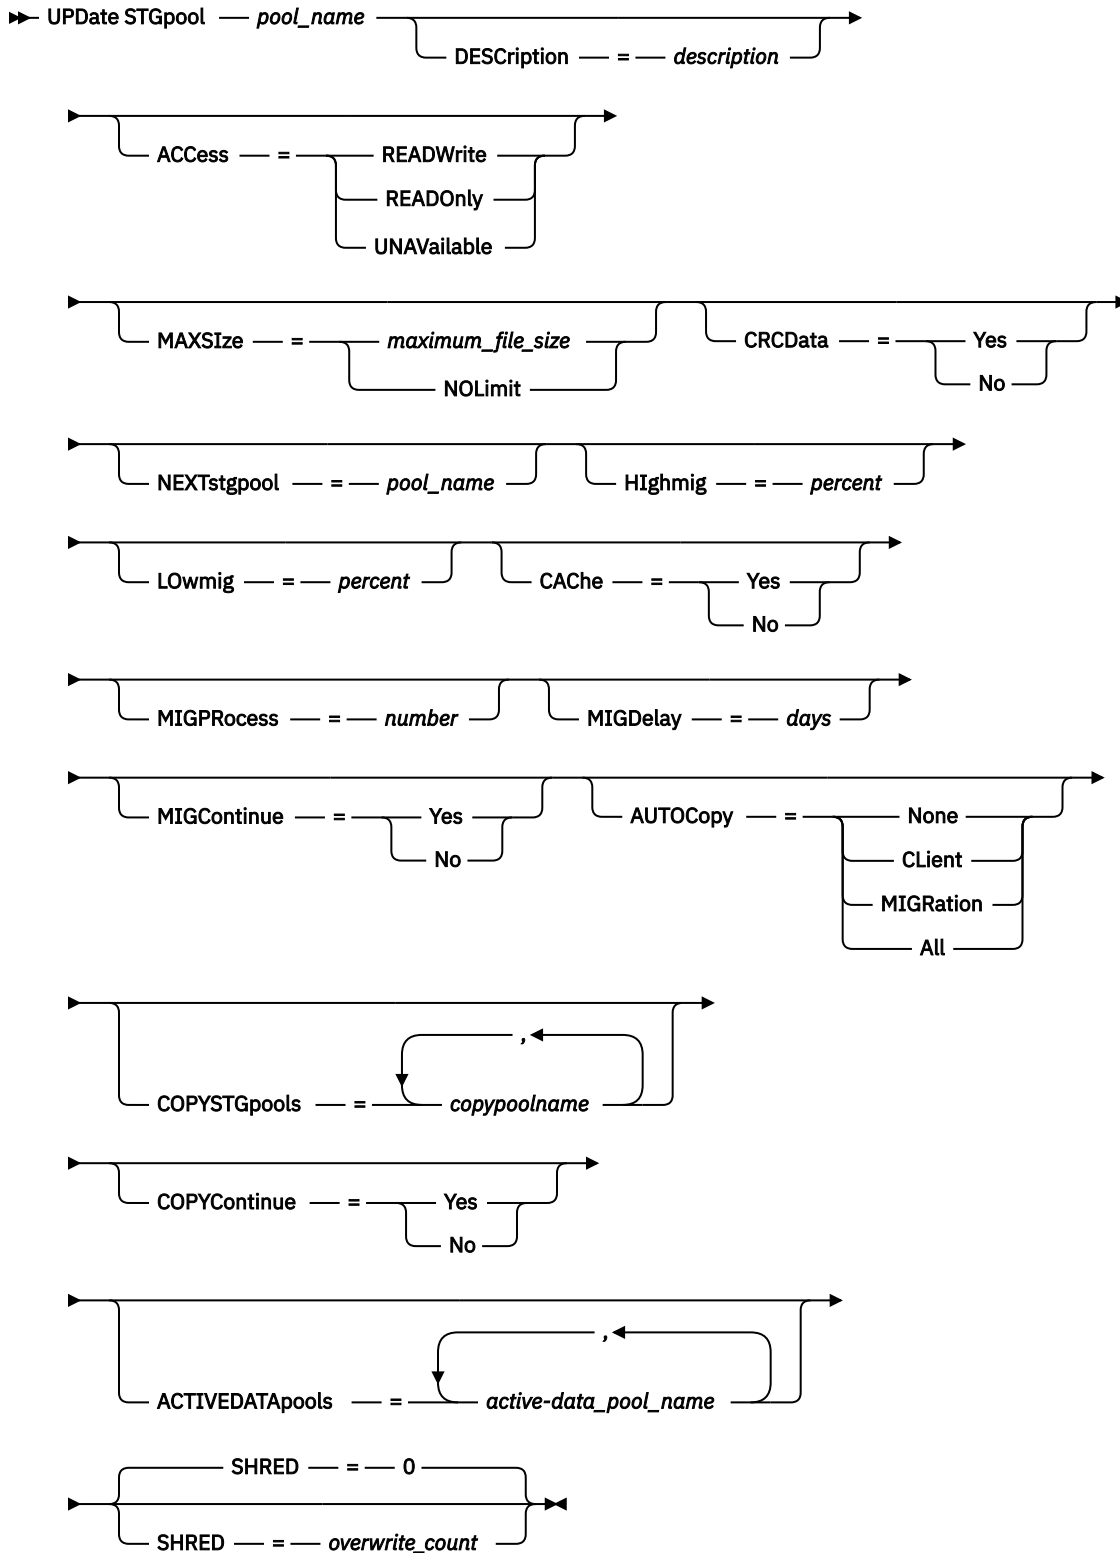 UPDate STGpool — pool_name
DESCription — = — description
ACCess — = — READWrite
READOnly
UNAVailable
MAXSIze — = — maximum_file_size CRCData — = — Yes
NOLimit No
NEXTstgpool — = — pool_name HIghmig — = — percent
LOwmig — = — percent CAChe — = — Yes
No
MIGPRocess — = — number MIGDelay — = — days
MIGContinue — = — Yes AUTOCopy — = — None
No CLient
MIGRation
All
,
COPYSTGpools — = — copypoolname
COPYContinue — = — Yes
No
,
ACTIVEDATApools — = — active-data_pool_name
SHRED — = — 0
SHRED — = — overwrite_count